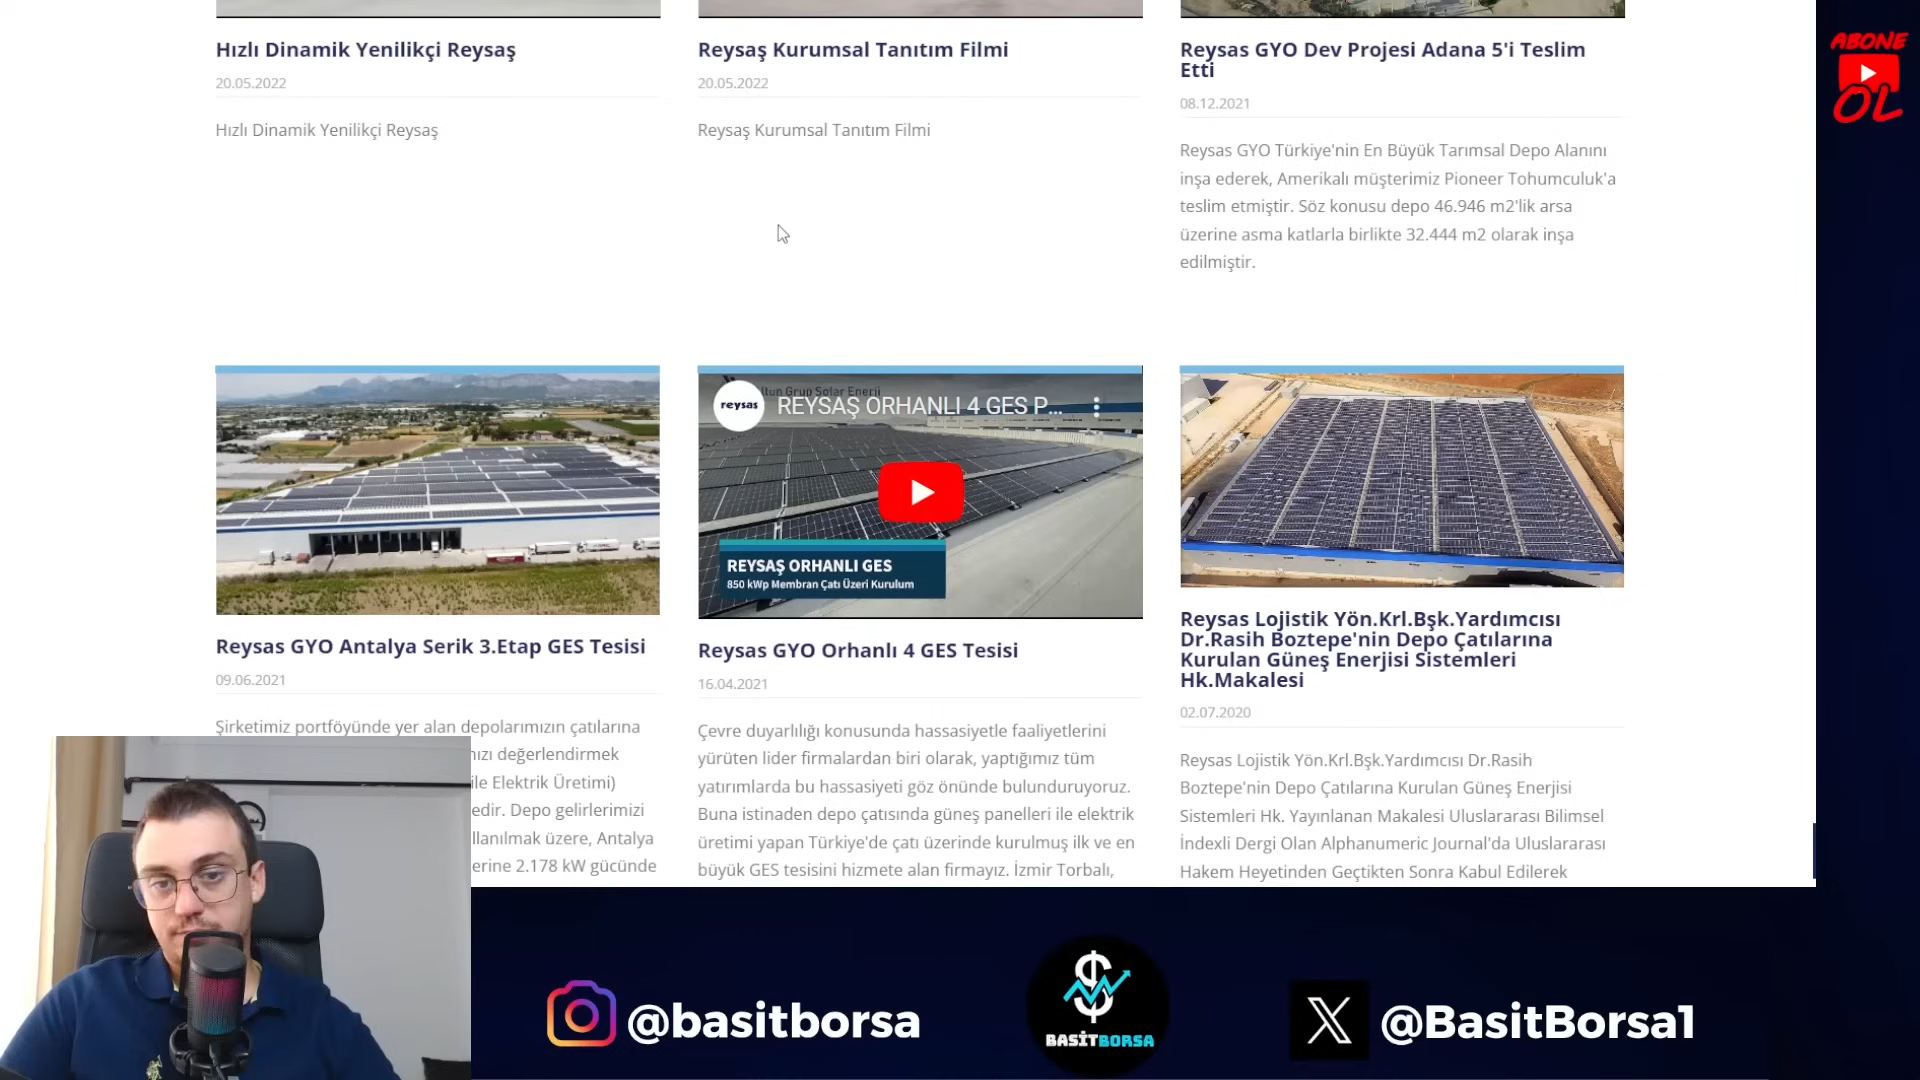 Hızlı Dinamik Yenilikçi Reysaş
20.05.2022
Hızlı Dinamik Yenilikçi Reysaş
Reysaş Kurumsal Tanıtım Filmi
20.05.2022
Reysaş Kurumsal Tanıtım Filmi
Reysas GYO Dev Projesi Adana 5'i Teslim
Etti
08.12.2021
Reysas GYO Türkiye'nin En Büyük Tarımsal Depo Alanını
inşa ederek, Amerikalı müşterimiz Pioneer Tohumculuk'a
teslim etmiştir. Söz konusu depo 46.946 m2'lik arsa
üzerine asma katlarla birlikte 32.444 m2 olarak inşa
edilmiştir.
ABONE
OL
Reysas GYO Antalya Serik 3.Etap GES Tesisi
09.06.2021
Şirketimiz portföyünde yer alan depolarımızın çatılarına
değerlendirmek
ile Elektrik Üretimi)
edir. Depo gelirlerimizi
llanılmak üzere, Antalya
erine 2.178 kW gücünde
Grup Solar Enerji
reysas
REYSAŞ ORHANLI 4 GES P...
REYSAŞ ORHANLI GES
850 kWp Membran Çatı Üzeri Kurulum
Reysas GYO Orhanlı 4 GES Tesisi
16.04.2021
Çevre duyarlılığı konusunda hassasiyetle faaliyetlerini
yürüten lider firmalardan biri olarak, yaptığımız tüm
yatırımlarda bu hassasiyeti göz önünde bulunduruyoruz.
Buna istinaden depo çatısında güneş panelleri ile elektrik
üretimi yapan Türkiye'de çatı üzerinde kurulmuş ilk ve en
büyük GES tesisini hizmete alan firmayız. İzmir Torbalı,
Reysas Lojistik Yön.Krl.Bşk.Yardımcısı
Dr.Rasih Boztepe'nin Depo Çatılarına
Kurulan Güneş Enerjisi Sistemleri
Hk.Makalesi
02.07.2020
Reysas Lojistik Yön.Krl.Bşk.Yardımcısı Dr.Rasih
Boztepe'nin Depo Çatılarına Kurulan Güneş Enerjisi
Sistemleri Hk. Yayınlanan Makalesi Uluslararası Bilimsel
İndexli Dergi Olan Alphanumeric Journal'da Uluslararası
Hakem Heyetinden Geçtikten Sonra Kabul Edilerek
@basitborsa
BASİTBORSA
@BasitBorsa1